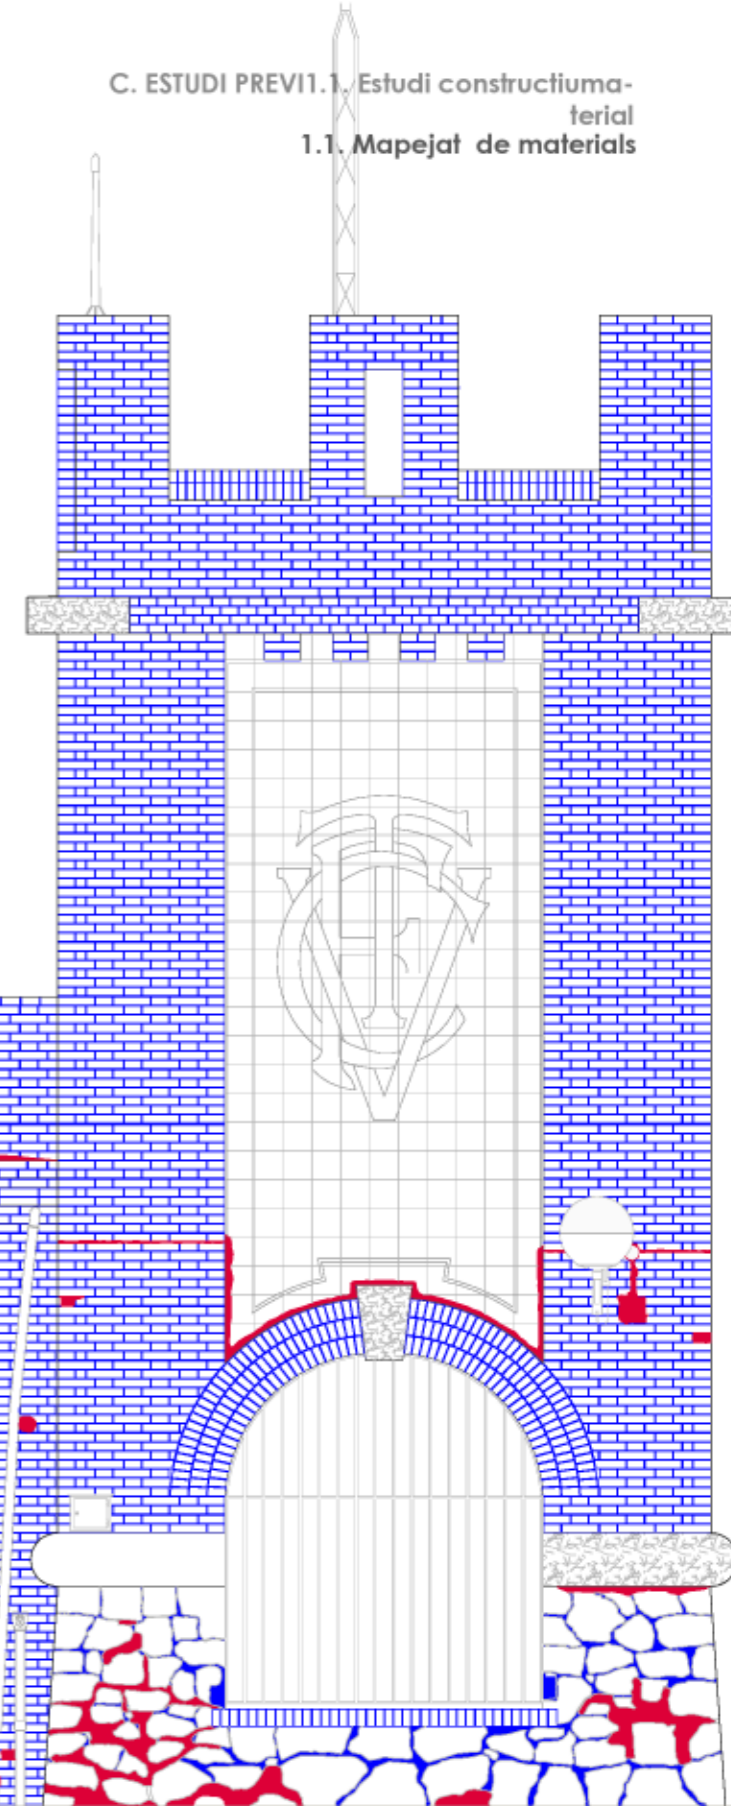 C. ESTUDI PREVI1.1. Estudi constructiuma-
terial
1.1. Mapejat de materials